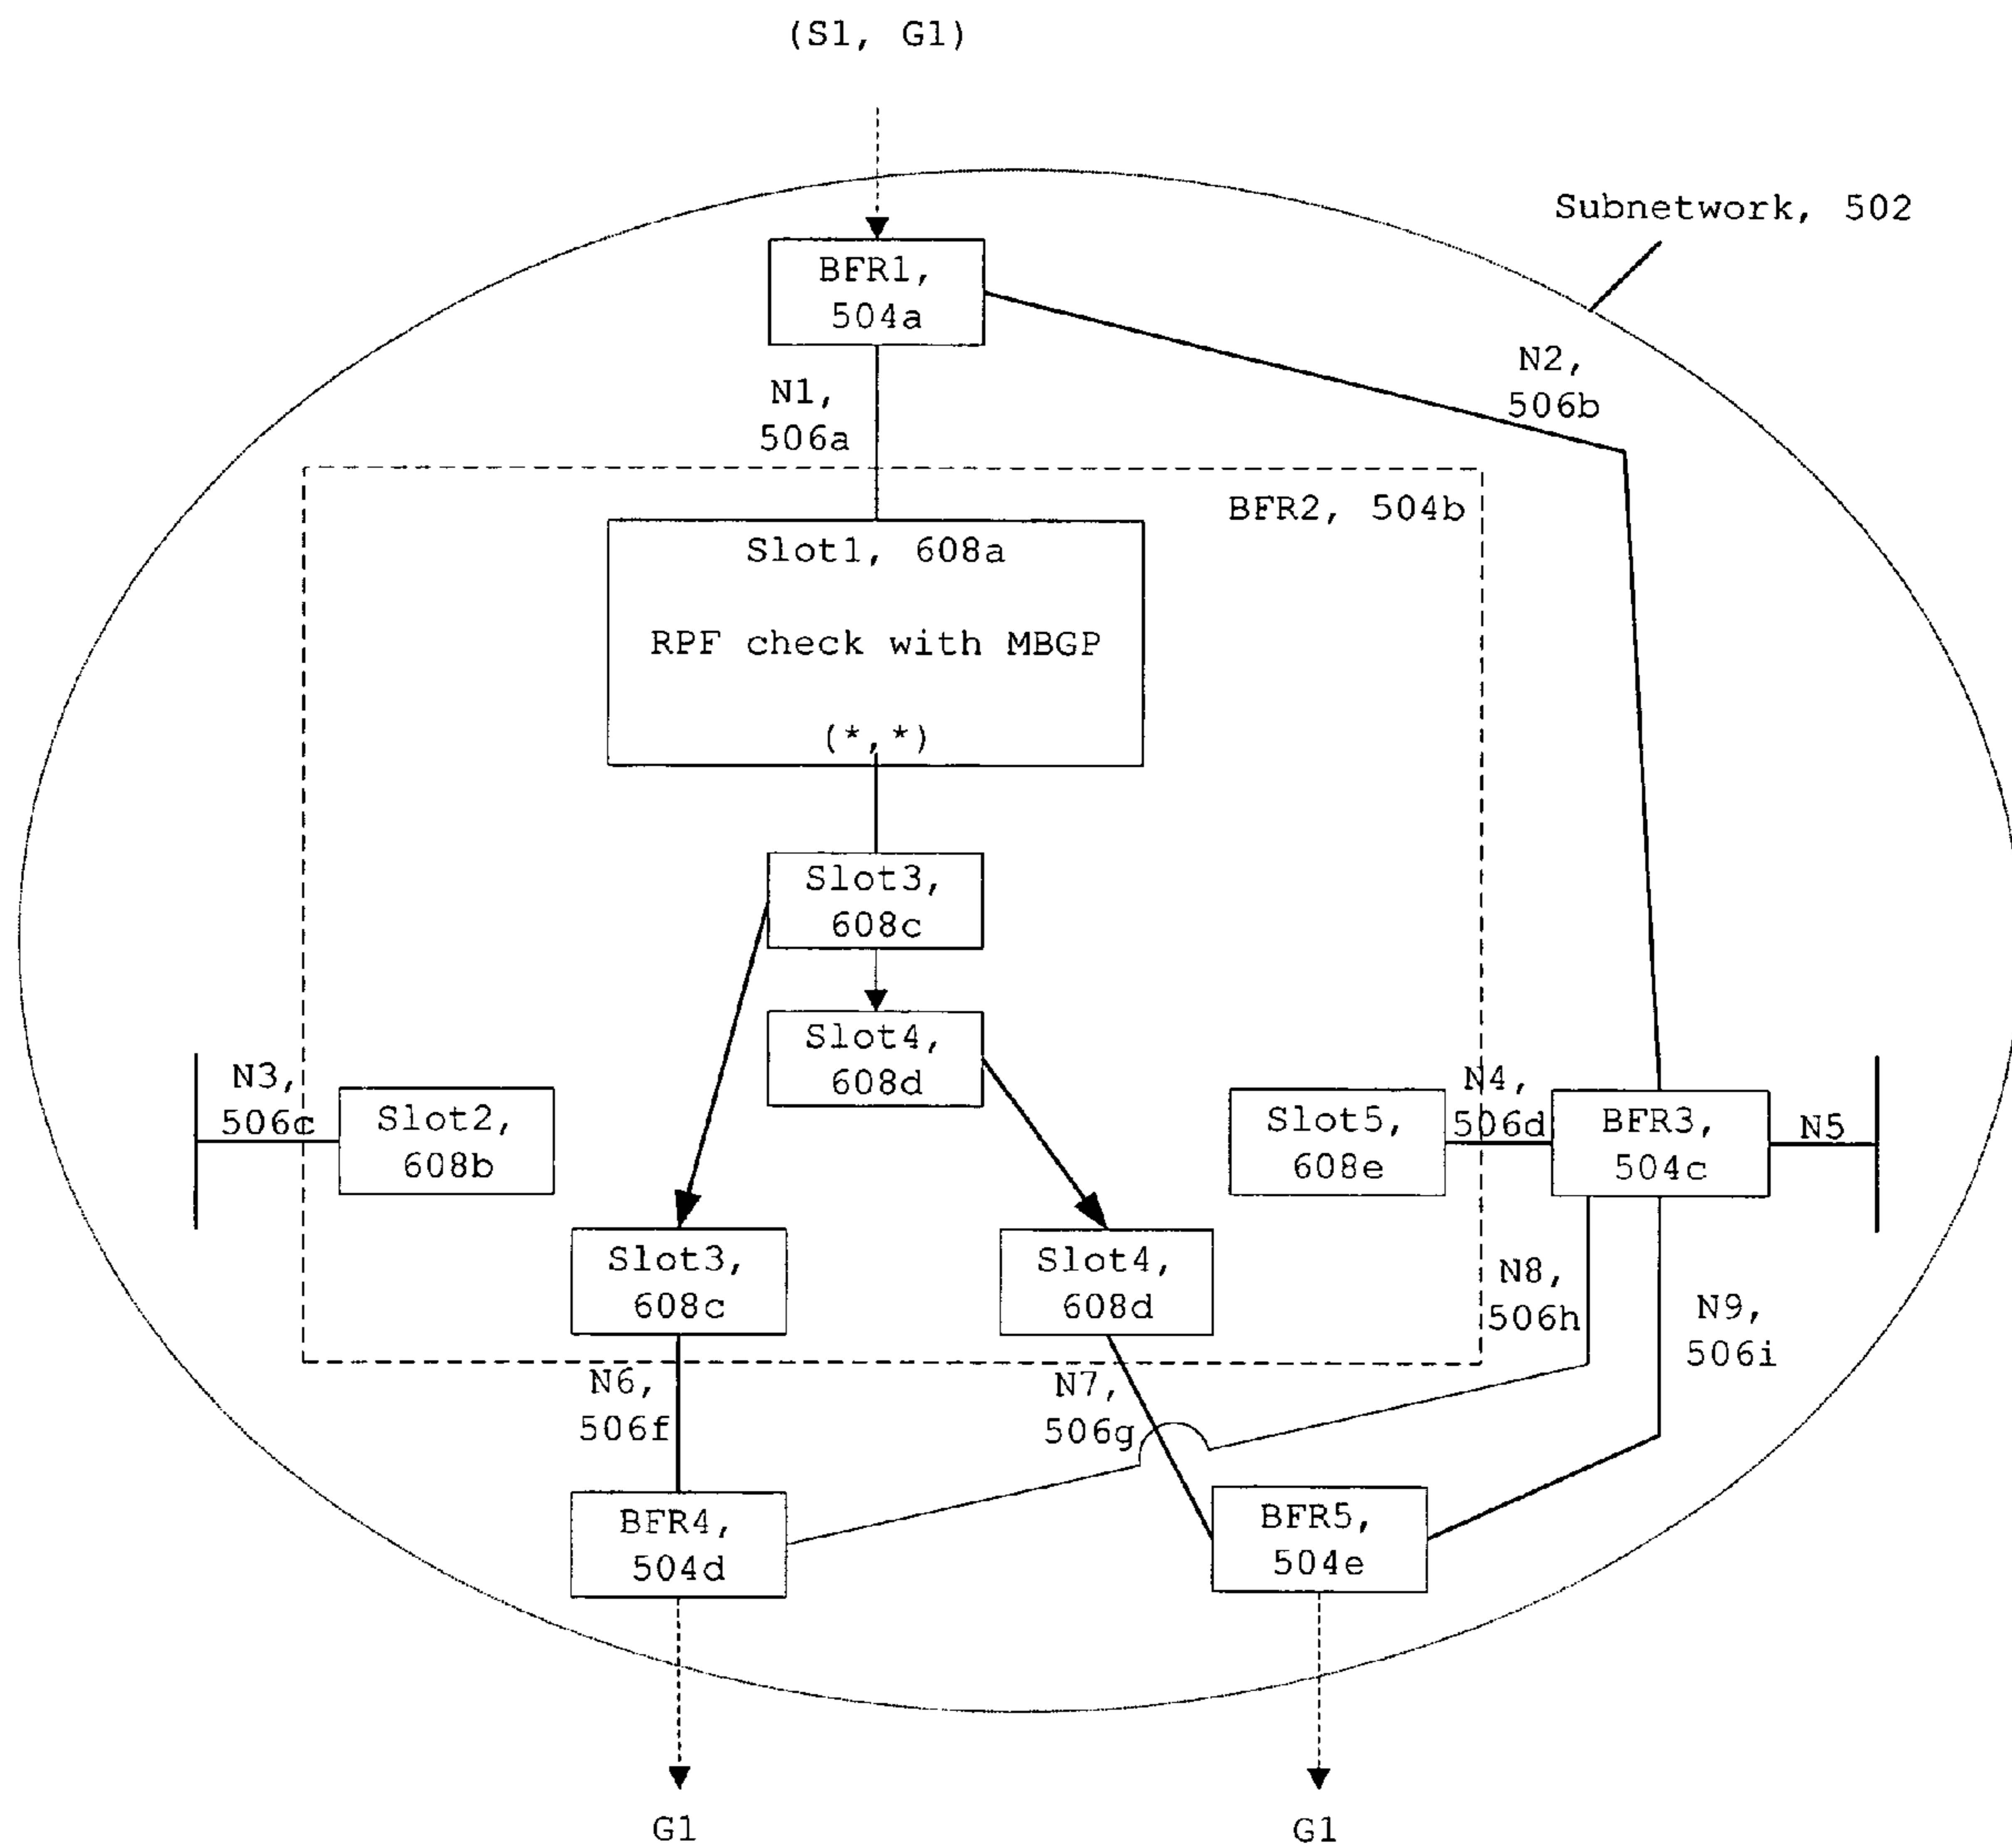 (S1, G1)
Subnetwork, 502
BFR1,
504a
N2,
506b
N1,
506a
BFR2, 504b
Slot1, 608a
RPF check with MBGP
(*,*)
Slot3,
608c
Slot4,
608d
N3,
506c
Slot2,
608b
Slot5,
608e
N4,
506d
BFR3,
504c
N5
Slot3,
608c
Slot4,
608d
N8,
506h
N9,
506i
N6,
506f
N7,
506g
BFR4,
504d
BFR5,
504e
G1
G1